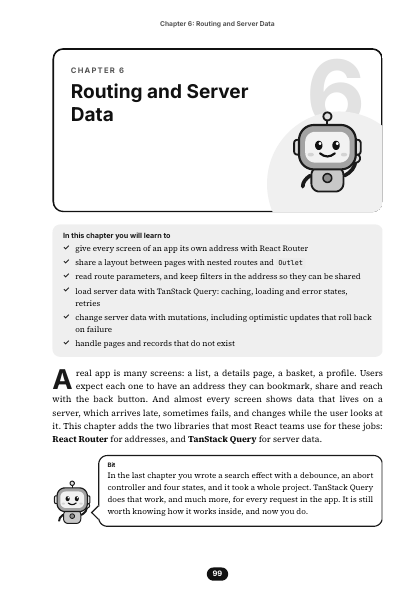 Chapter 6: Routing and Server Data
CHAPTER 6
6
Routing and Server
Data
In this chapter you will learn to
✓ give every screen of an app its own address with React Router
✓ share a layout between pages with nested routes and Outlet
✓ read route parameters, and keep filters in the address so they can be shared
✓ load server data with TanStack Query: caching, loading and error states,
retries
✓ change server data with mutations, including optimistic updates that roll back
on failure
✓ handle pages and records that do not exist
A real app is many screens: a list, a details page, a basket, a profile. Users
expect each one to have an address they can bookmark, share and reach
with the back button. And almost every screen shows data that lives on a
server, which arrives late, sometimes fails, and changes while the user looks at
it. This chapter adds the two libraries that most React teams use for these jobs:
React Router for addresses, and TanStack Query for server data.
Bit
In the last chapter you wrote a search effect with a debounce, an abort
controller and four states, and it took a whole project. TanStack Query
does that work, and much more, for every request in the app. It is still
worth knowing how it works inside, and now you do.
99